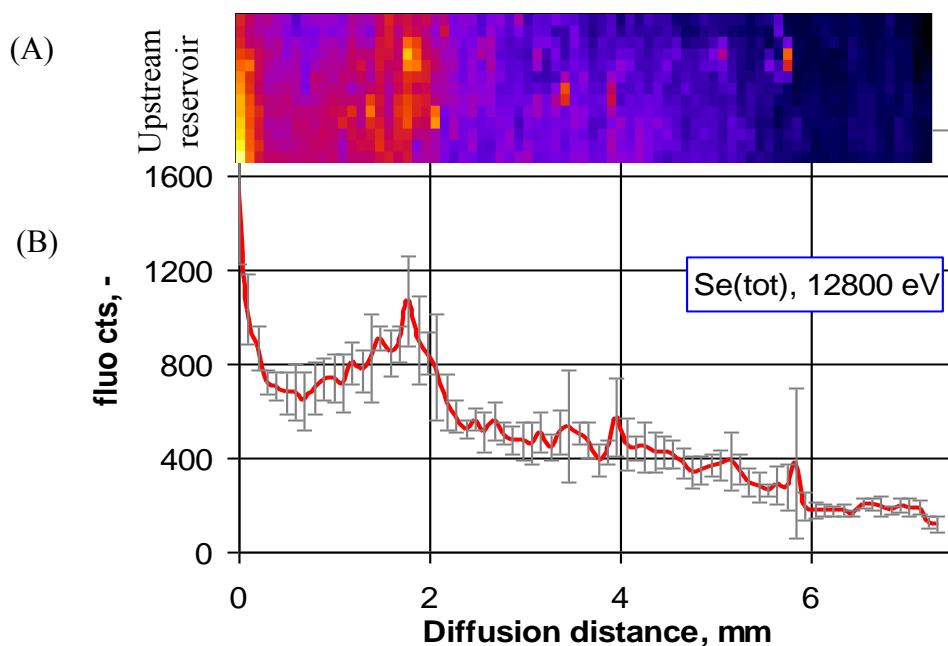 (A)
Upstream
reservoir
(B)
fluo cts, -
1600
1200
800
400
0
Se(tot), 12800 eV
0 2 4 6
Diffusion distance, mm